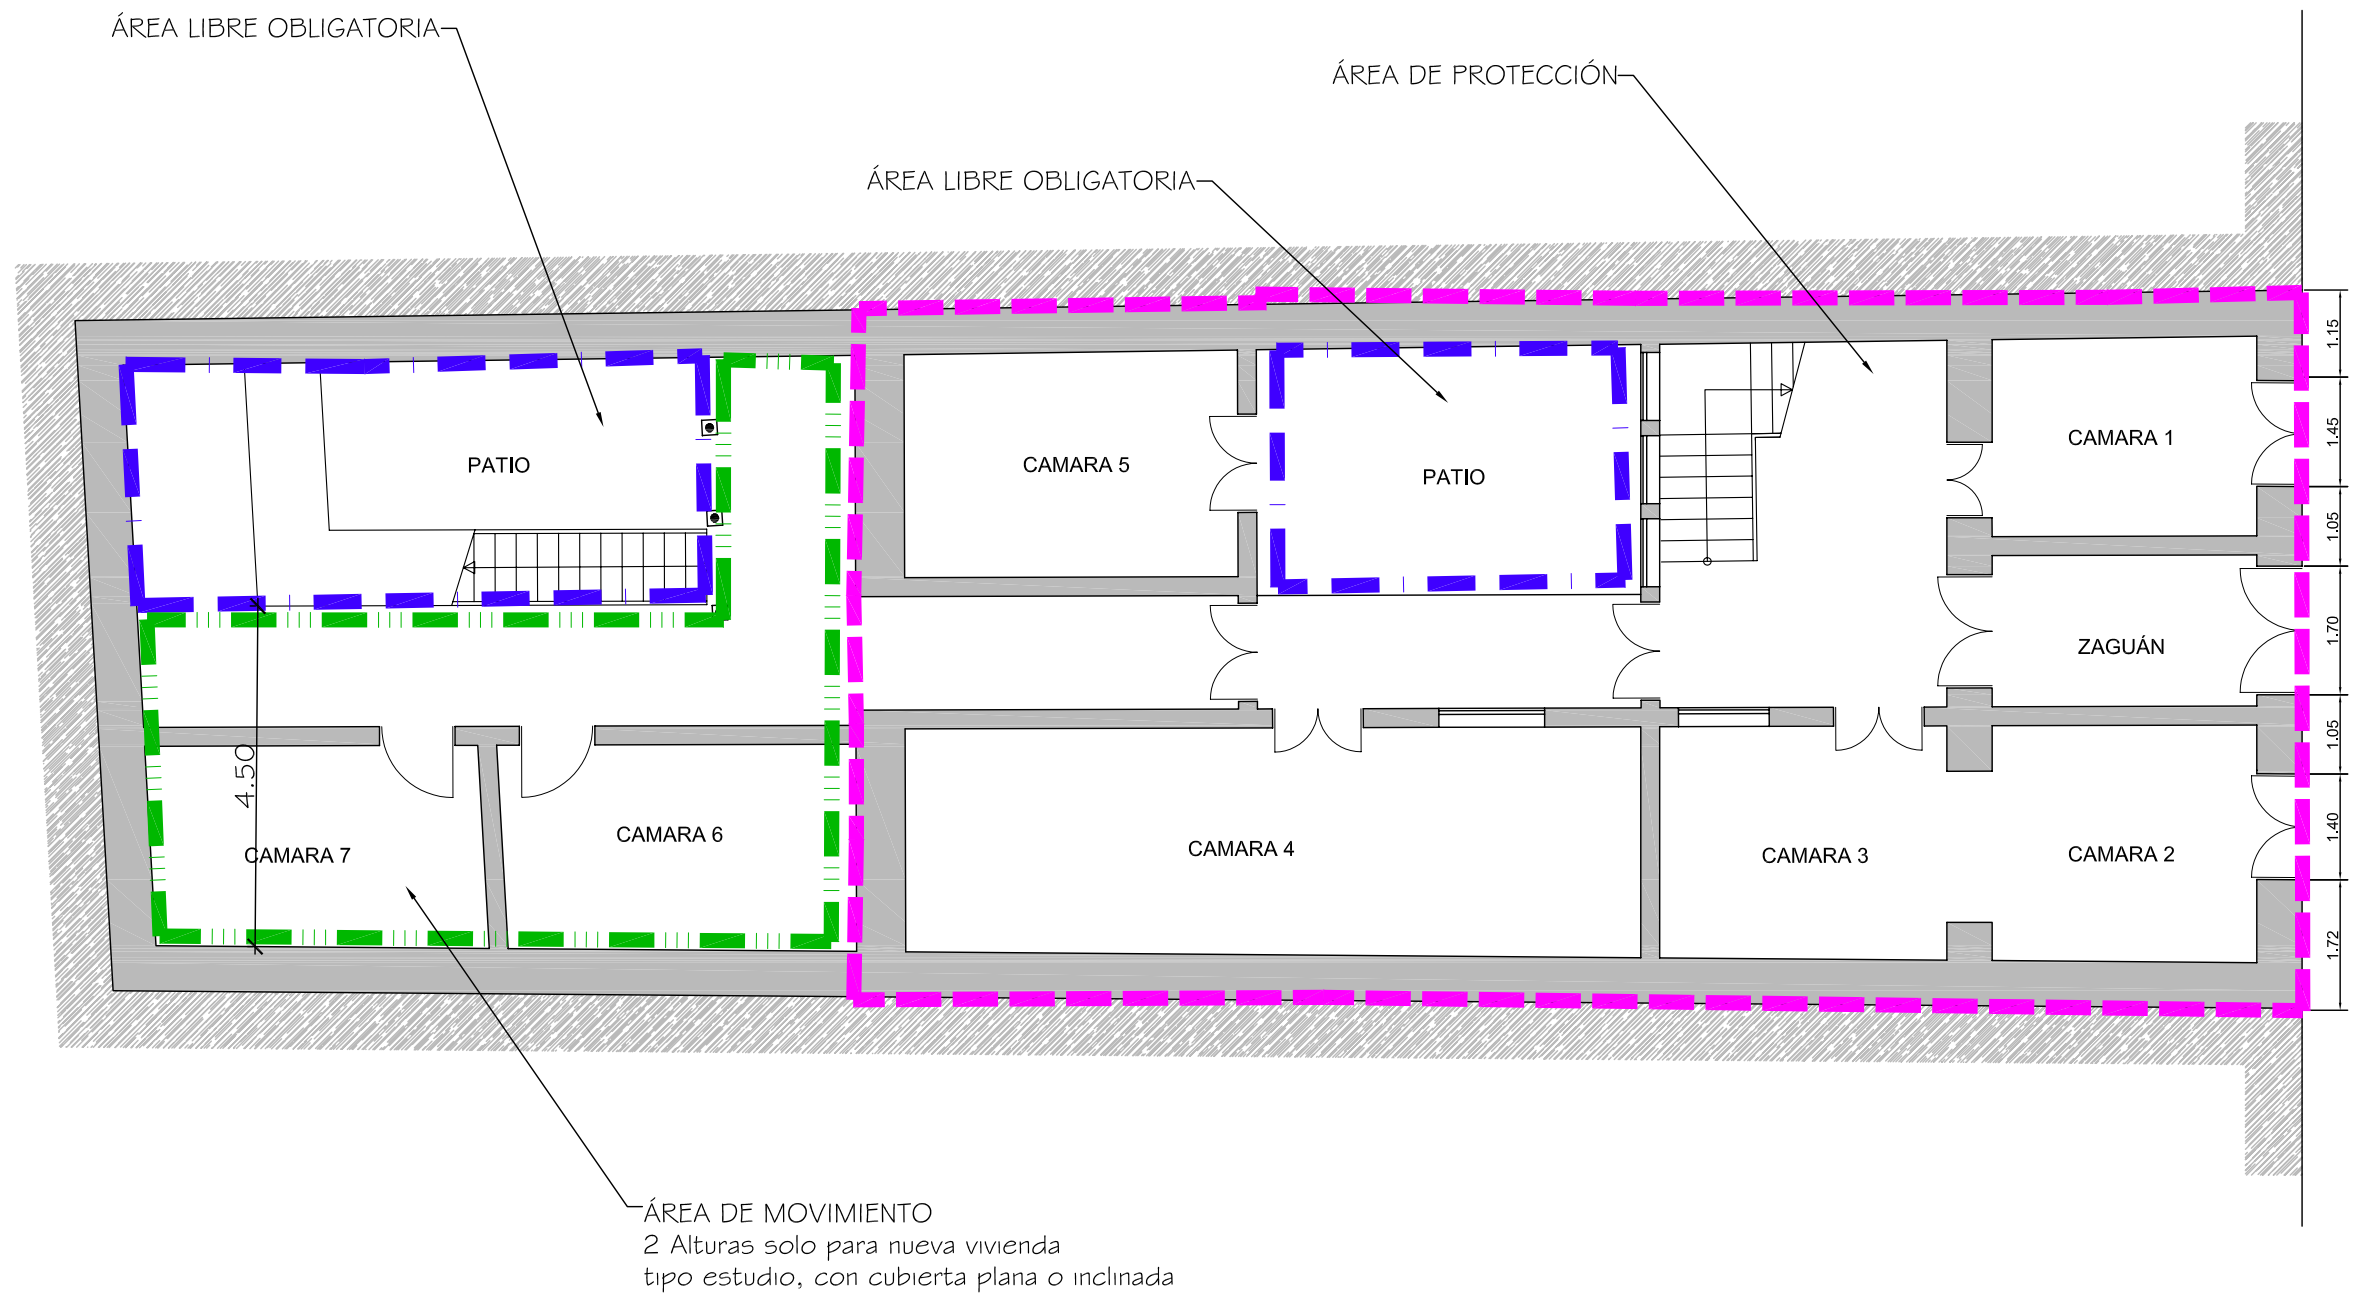 ÁREA LIBRE OBLIGATORIA
ÁREA DE PROTECCIÓN
ÁREA LIBRE OBLIGATORIA
1.15
1.45
1.05
1.70
1.05
1.40
1.72
CAMARA 1
PATIO
CAMARA 5
PATIO
ZAGUÁN
4.50
CAMARA 7
CAMARA 6
CAMARA 4
CAMARA 3
CAMARA 2
ÁREA DE MOVIMIENTO
2 Alturas solo para nueva vivienda
tipo estudio, con cubierta plana o inclinada